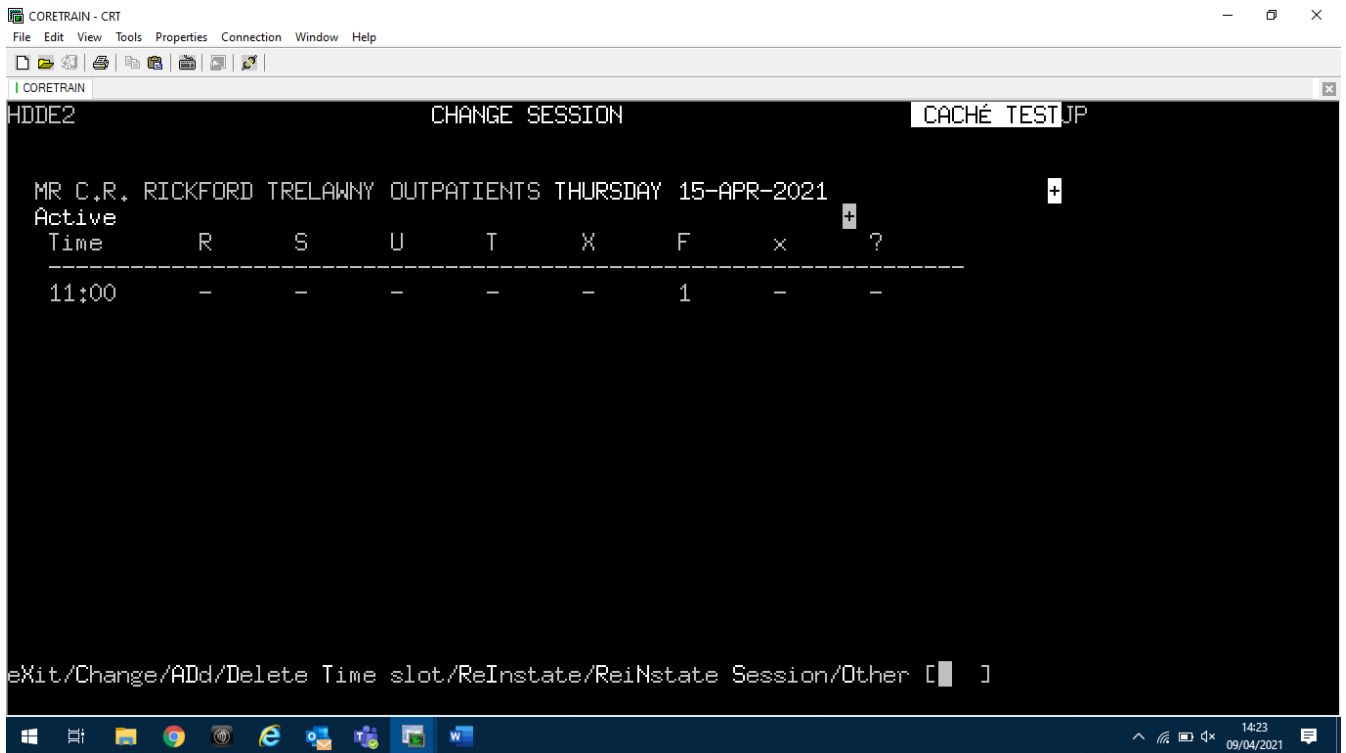 CORETRAIN - CRT
File Edit View Tools Properties Connection Window Help
CORETRAIN
HDDE2 CHANGE SESSION CACHÉ TESTJP
MR C.R. RICKFORD TRELAWNY OUTPATIENTS THURSDAY 15-APR-2021 +
Active +
Time R S U T X F x ?
--------------------------------------------------------------------
11:00 - - - - - 1 - -
eXit/Change/ADd/Delete Time slot/ReInstate/ReiNstate Session/Other [ ]
14:23
09/04/2021